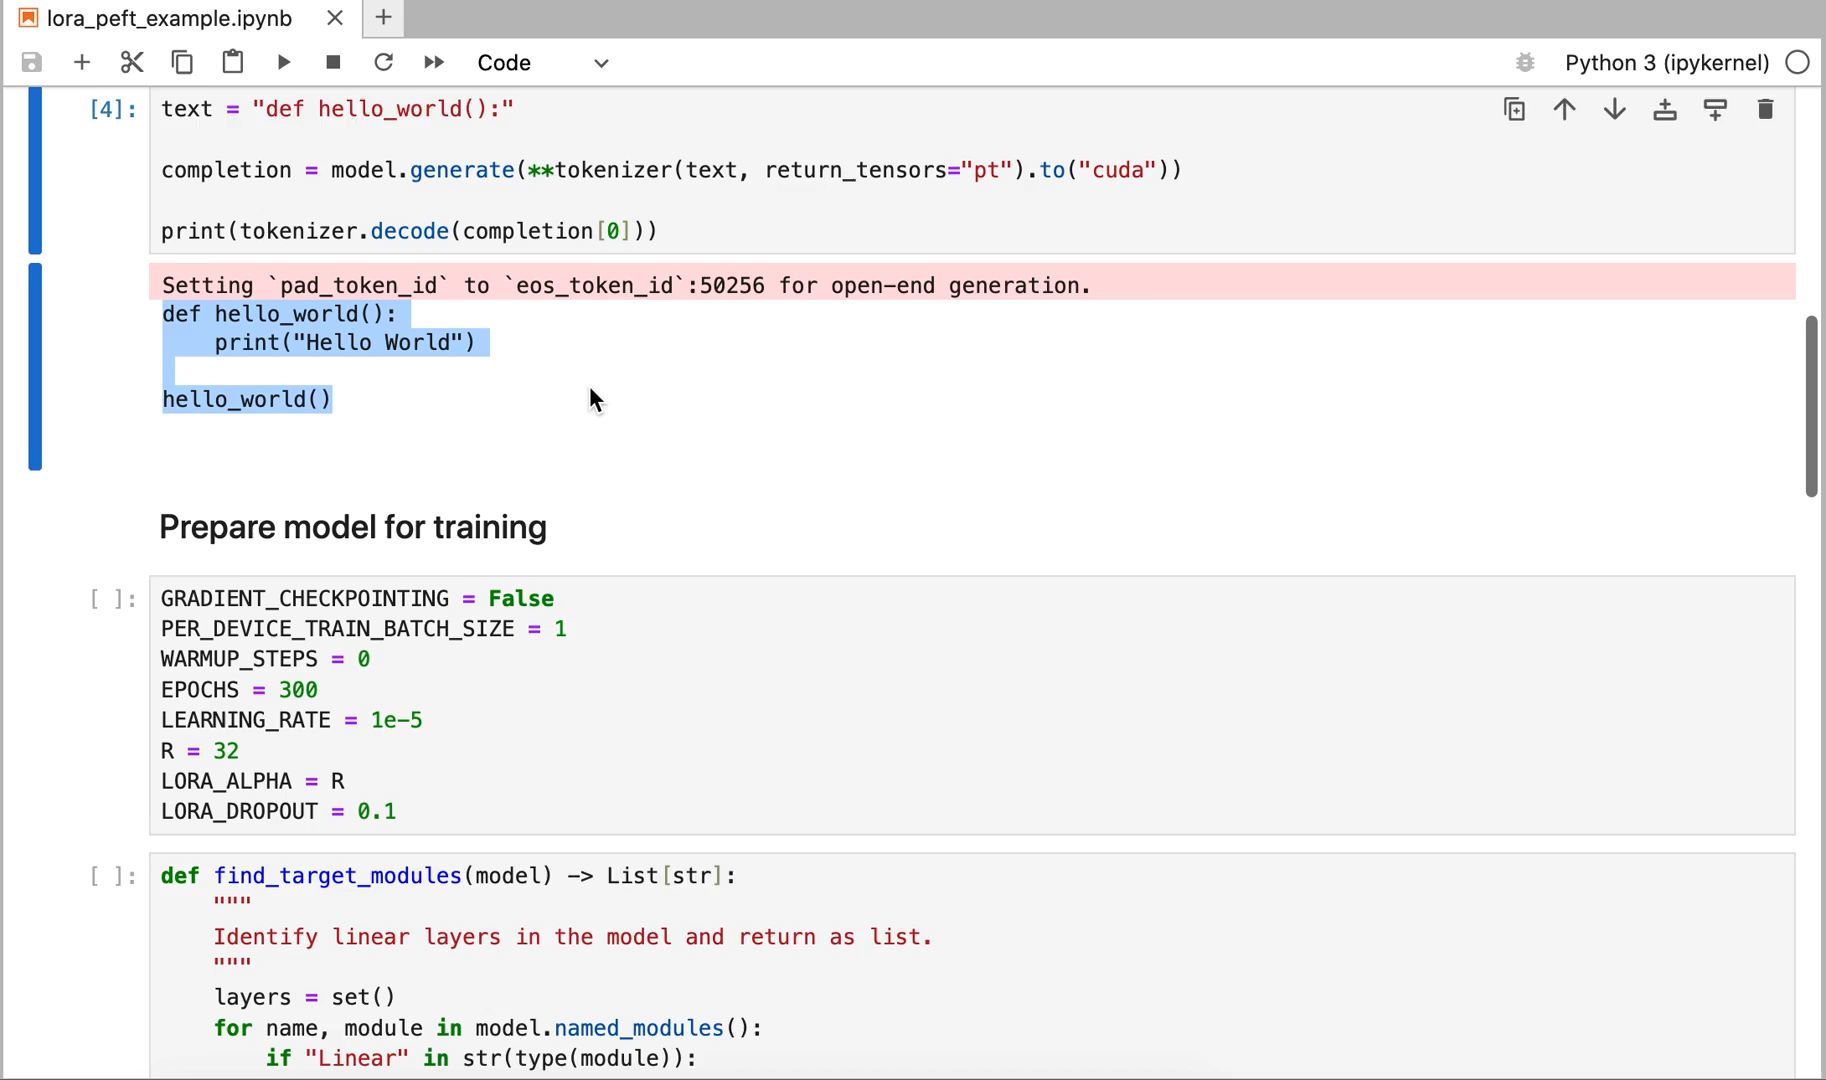 lora_peft_example.ipynb
Code
Python 3 (ipykernel)
[4]:
text = "def hello_world():"
completion = model.generate(**tokenizer(text, return_tensors="pt").to("cuda"))
print(tokenizer.decode(completion[0]))
Setting `pad_token_id` to `eos_token_id`:50256 for open-end generation.
def hello_world():
    print("Hello World")
hello_world()
Prepare model for training
[ ]:
GRADIENT_CHECKPOINTING = False
PER_DEVICE_TRAIN_BATCH_SIZE = 1
WARMUP_STEPS = 0
EPOCHS = 300
LEARNING_RATE = 1e-5
R = 32
LORA_ALPHA = R
LORA_DROPOUT = 0.1
[ ]:
def find_target_modules(model) -> List[str]:
    """
    Identify linear layers in the model and return as list.
    """
    layers = set()
    for name, module in model.named_modules():
        if "Linear" in str(type(module)):